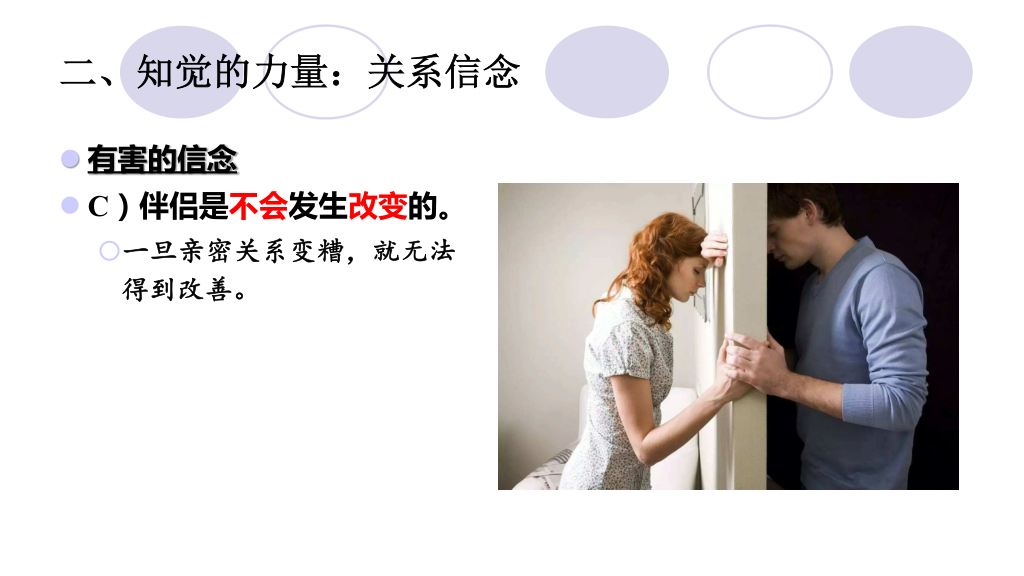 二、知觉的力量：关系信念
有害的信念
C）伴侣是不会发生改变的。
一旦亲密关系变糟，就无法
得到改善。